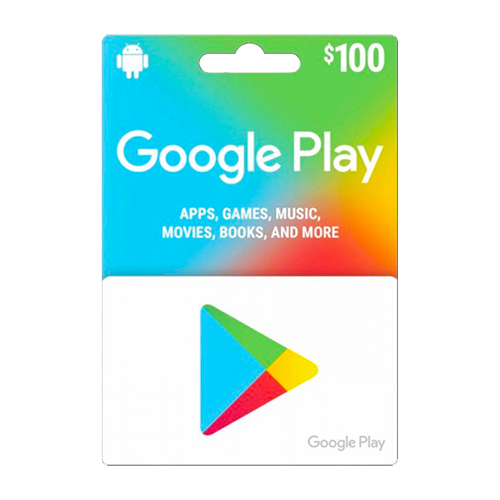 $100
Google Play
APPS, GAMES, MUSIC,
MOVIES, BOOKS, AND MORE
Google Play